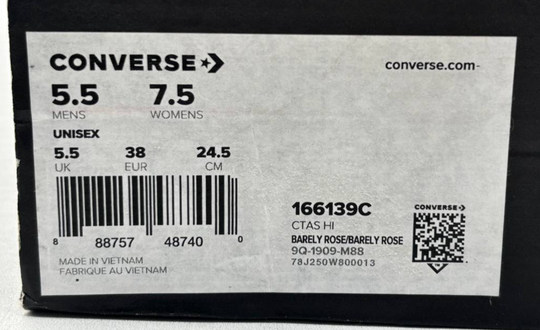 CONVERSE
converse.com
5.5 7.5
MENS WOMENS
UNISEX
5.5 38 24.5
UK EUR CM
8 88757 48740 0
MADE IN VIETNAM
FABRIQUE AU VIETNAM
166139C
CTAS HI
BARELY ROSE/BARELY ROSE
9Q-1909-M88
78J250W800013
CONVERSE